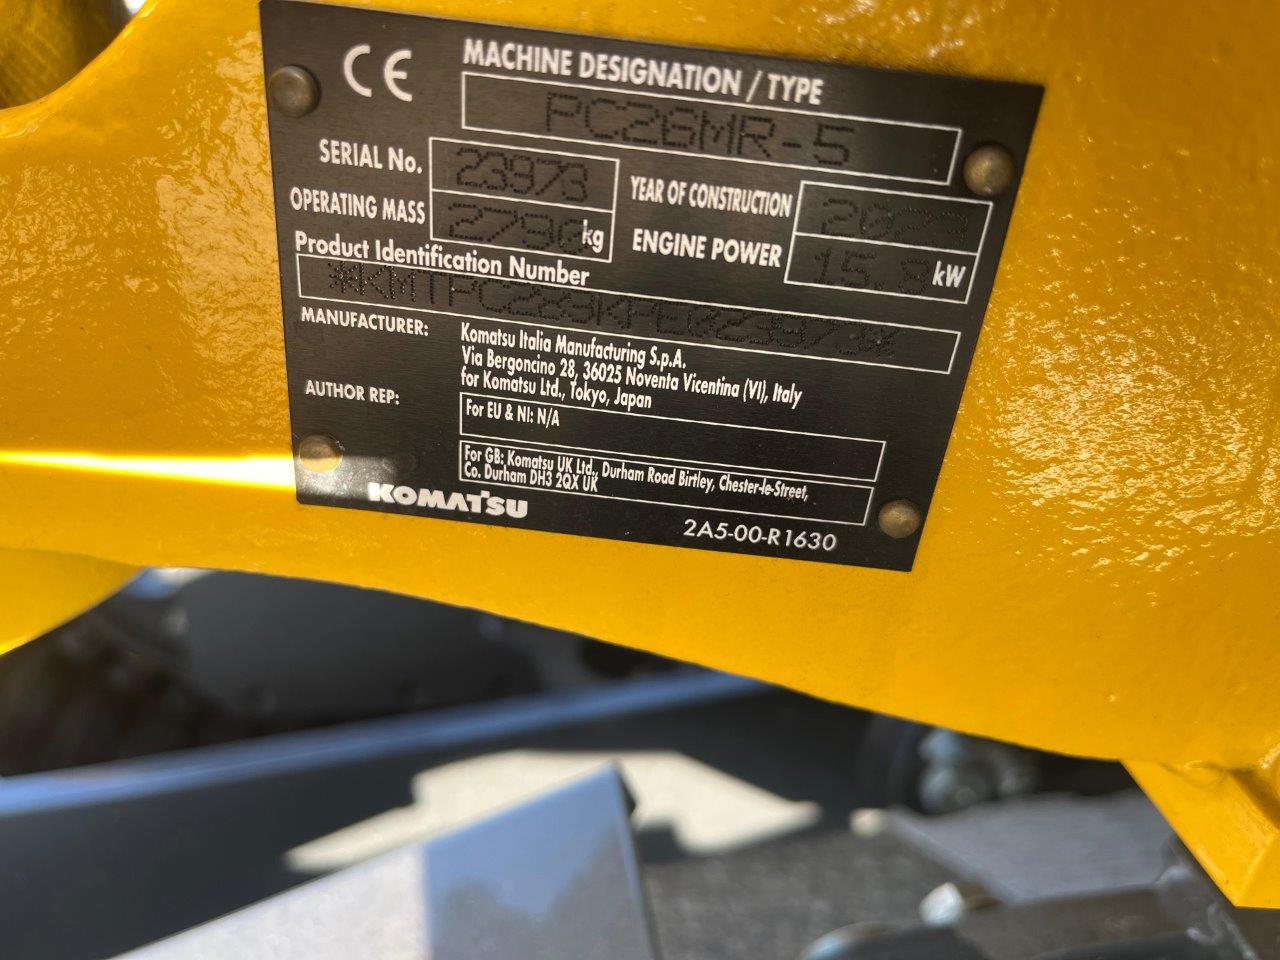 CE
MACHINE DESIGNATION / TYPE
PC26MR-5
SERIAL No. 23973
YEAR OF CONSTRUCTION
OPERATING MASS 2790 kg
ENGINE POWER 15.8 kW
Product Identification Number
MANUFACTURER: Komatsu Italia Manufacturing S.p.A.
Via Bergoncino 28, 36025 Noventa Vicentina (VI), Italy
for Komatsu Ltd., Tokyo, Japan
AUTHOR REP: For EU & NI: N/A
For GB: Komatsu UK Ltd., Durham Road Birtley, Chester-le-Street,
Co. Durham DH3 2QX UK
KOMATSU
2A5-00-R1630